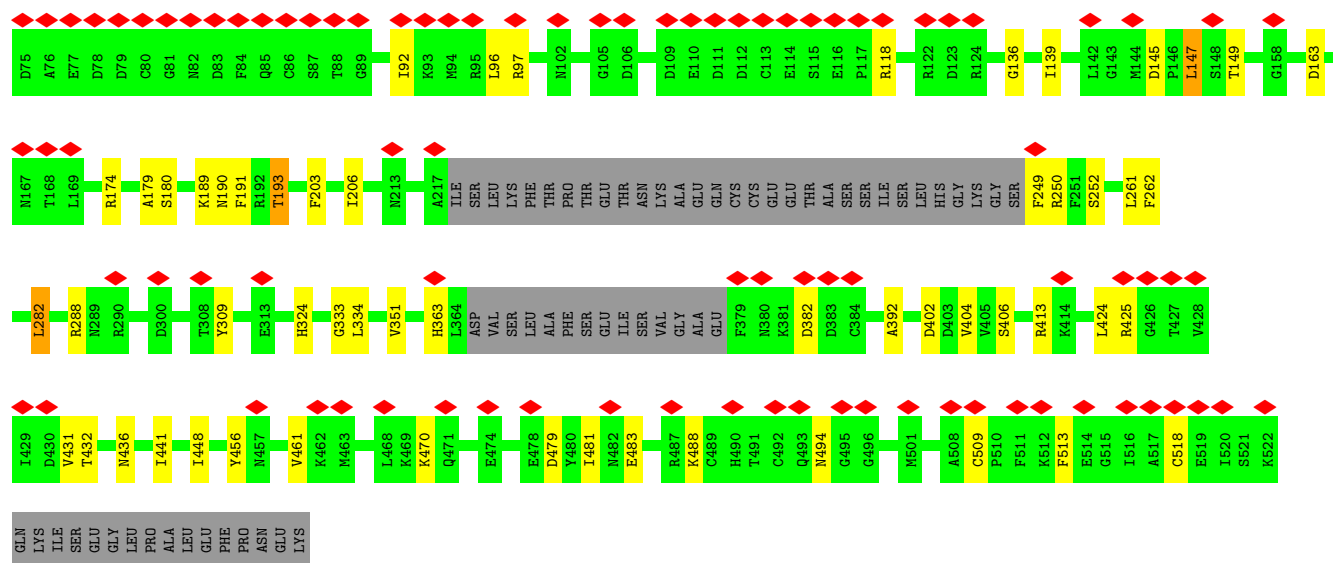 D75 A76 E77 D78 D79 C80 G81 N82 D83 F84 Q85 C86 S87 T88 G89 I92 K93 M94 R95 L96 R97 N102 G105 D106 D109 E110 D111 D112 C113 E114 S115 E116 P117 R118 R122 D123 R124 G136 I139 L142 G143 M144 D145 P146 L147 S148 T149 G158 D163
N167 T168 L169 R174 A179 S180 K189 N190 F191 R192 T193 F203 I206 N213 A217 ILE SER LEU LYS PHE THR PRO THR GLU THR ASN LYS ALA GLU GLN CYS CYS GLU GLU THR ALA SER SER ILE SER LEU HIS GLY LYS GLY SER F249 R250 F251 S252 L261 F262
L282 R288 N289 R290 D300 T308 Y309 E313 H324 G333 L334 V351 H363 L364 ASP VAL SER LEU ALA PHE SER GLU ILE SER VAL GLY ALA GLU F379 N380 K381 D382 D383 C384 A392 D402 D403 V404 V405 S406 R413 K414 L424 R425 G426 T427 V428
I429 D430 V431 T432 N436 I441 I448 Y456 N457 V461 K462 M463 L468 K469 K470 Q471 E474 E478 D479 Y480 I481 N482 E483 R487 K488 C489 H490 T491 C492 Q493 N494 G495 G496 M501 A508 C509 P510 F511 K512 F513 E514 G515 I516 A517 C518 E519 I520 S521 K522
GLN LYS ILE SER GLU GLY LEU PRO ALA LEU GLU PHE PRO ASN GLU LYS